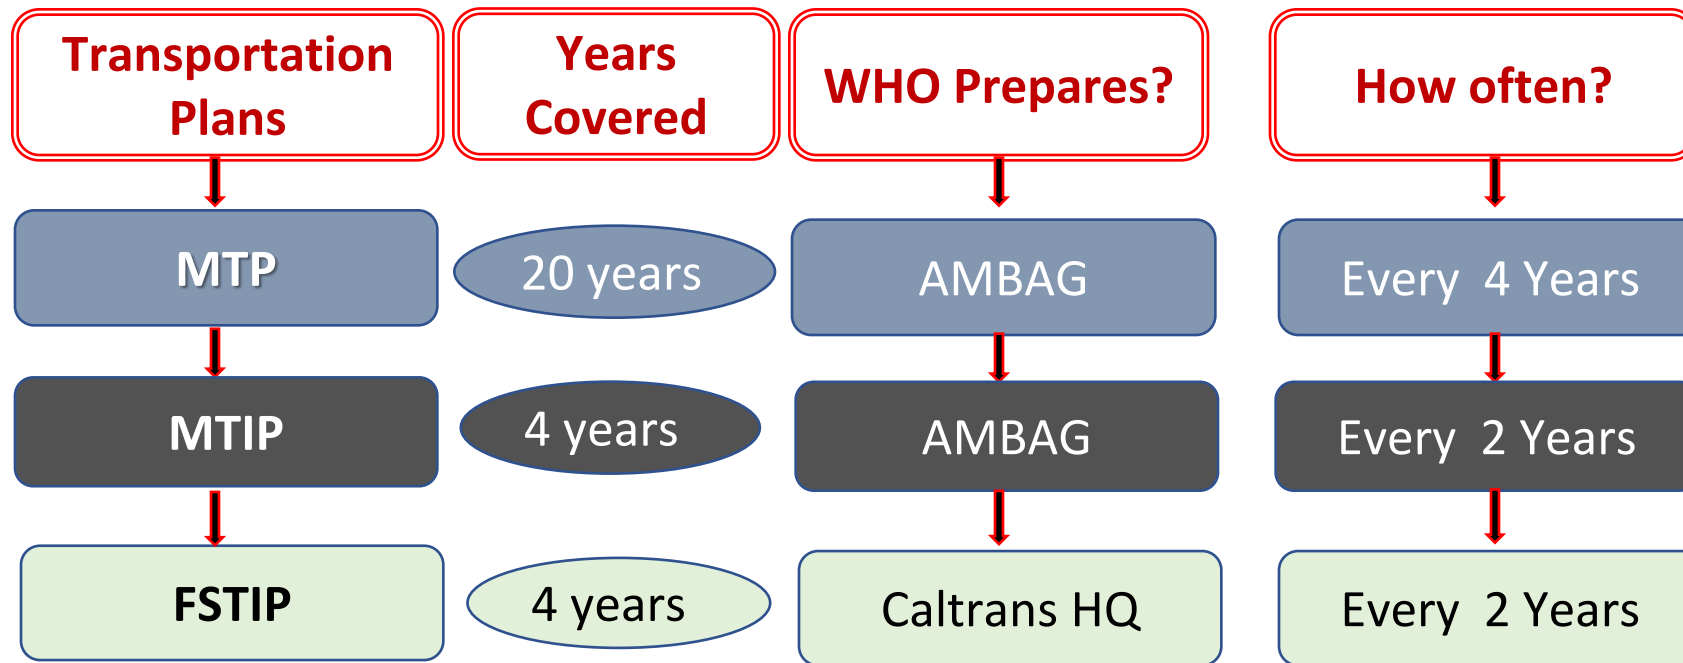 Transportation
Plans
Years
Covered
WHO Prepares?
How often?
MTP
20 years
AMBAG
Every 4 Years
MTIP
4 years
AMBAG
Every 2 Years
FSTIP
4 years
Caltrans HQ
Every 2 Years